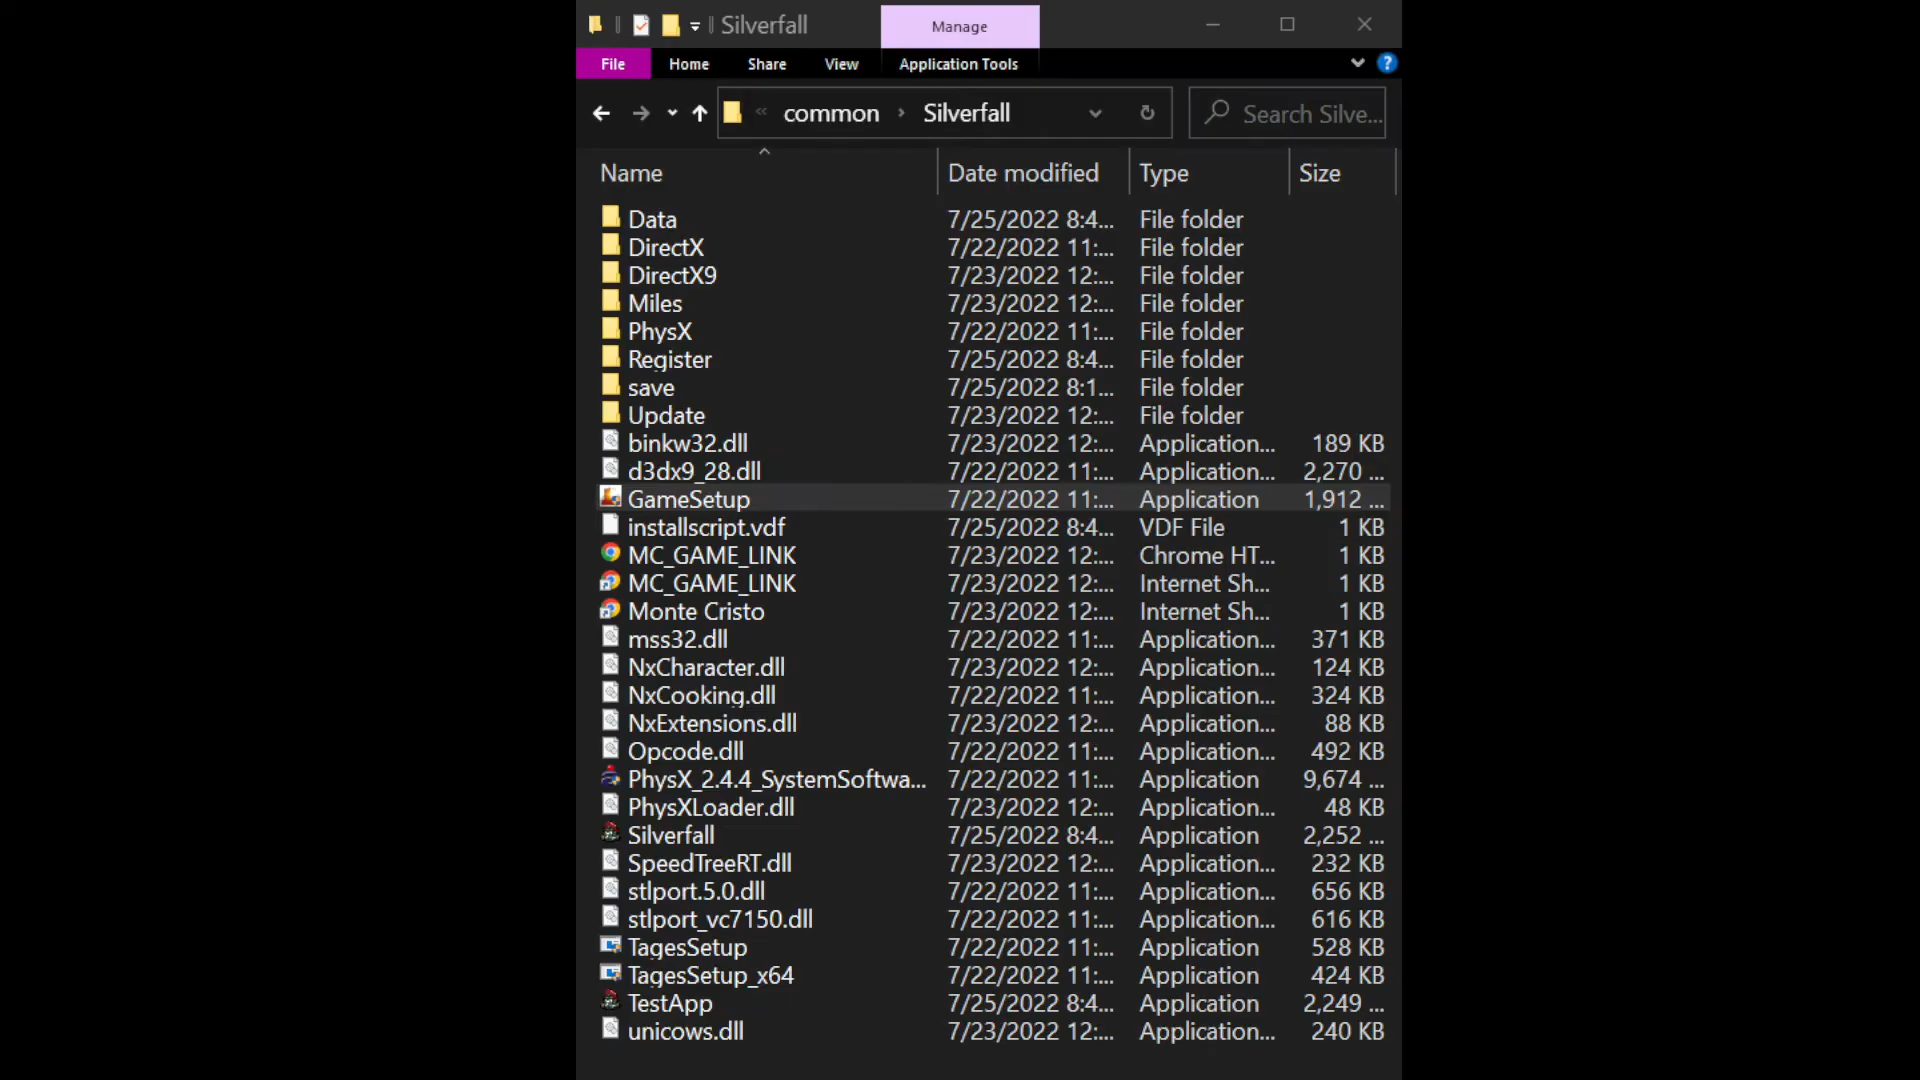 Silverfall
Manage
File Home Share View Application Tools
common Silverfall Search Silve...
Name Date modified Type Size
Data 7/25/2022 8:4... File folder
DirectX 7/22/2022 11:... File folder
DirectX9 7/23/2022 12:... File folder
Miles 7/23/2022 12:... File folder
PhysX 7/22/2022 11:... File folder
Register 7/25/2022 8:4... File folder
save 7/25/2022 8:1... File folder
Update 7/23/2022 12:... File folder
binkw32.dll 7/23/2022 12:... Application... 189 KB
d3dx9_28.dll 7/22/2022 11:... Application... 2,270 ...
GameSetup 7/22/2022 11:... Application 1,912 ...
installscript.vdf 7/25/2022 8:4... VDF File 1 KB
MC_GAME_LINK 7/23/2022 12:... Chrome HT... 1 KB
MC_GAME_LINK 7/23/2022 12:... Internet Sh... 1 KB
Monte Cristo 7/23/2022 12:... Internet Sh... 1 KB
mss32.dll 7/22/2022 11:... Application... 371 KB
NxCharacter.dll 7/23/2022 12:... Application... 124 KB
NxCooking.dll 7/22/2022 11:... Application... 324 KB
NxExtensions.dll 7/23/2022 12:... Application... 88 KB
Opcode.dll 7/22/2022 11:... Application... 492 KB
PhysX_2.4.4_SystemSoftwa... 7/22/2022 11:... Application 9,674 ...
PhysXLoader.dll 7/23/2022 12:... Application... 48 KB
Silverfall 7/25/2022 8:4... Application 2,252 ...
SpeedTreeRT.dll 7/23/2022 12:... Application... 232 KB
stlport.5.0.dll 7/22/2022 11:... Application... 656 KB
stlport_vc7150.dll 7/22/2022 11:... Application... 616 KB
TagesSetup 7/22/2022 11:... Application 528 KB
TagesSetup_x64 7/22/2022 11:... Application 424 KB
TestApp 7/25/2022 8:4... Application 2,249 ...
unicows.dll 7/23/2022 12:... Application... 240 KB